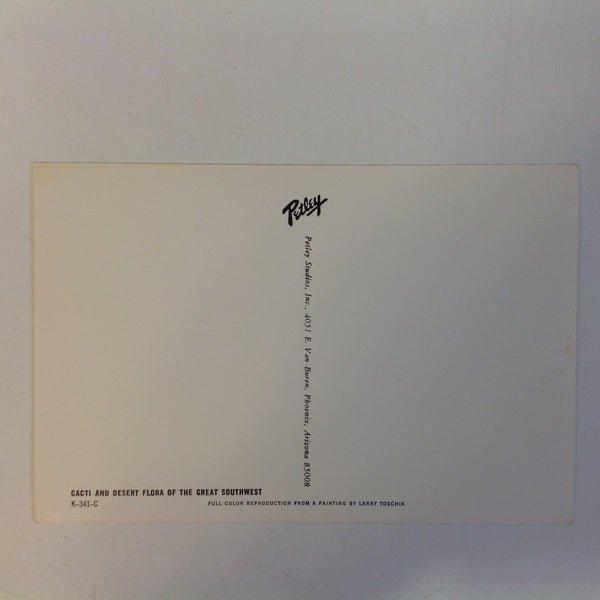 Petley
Petley Studios, Inc., 4051 E. Van Buren, Phoenix, Arizona 85008
CACTI AND DESERT FLORA OF THE GREAT SOUTHWEST
K-341-C
FULL COLOR REPRODUCTION FROM A PAINTING BY LARRY TOSCHIK